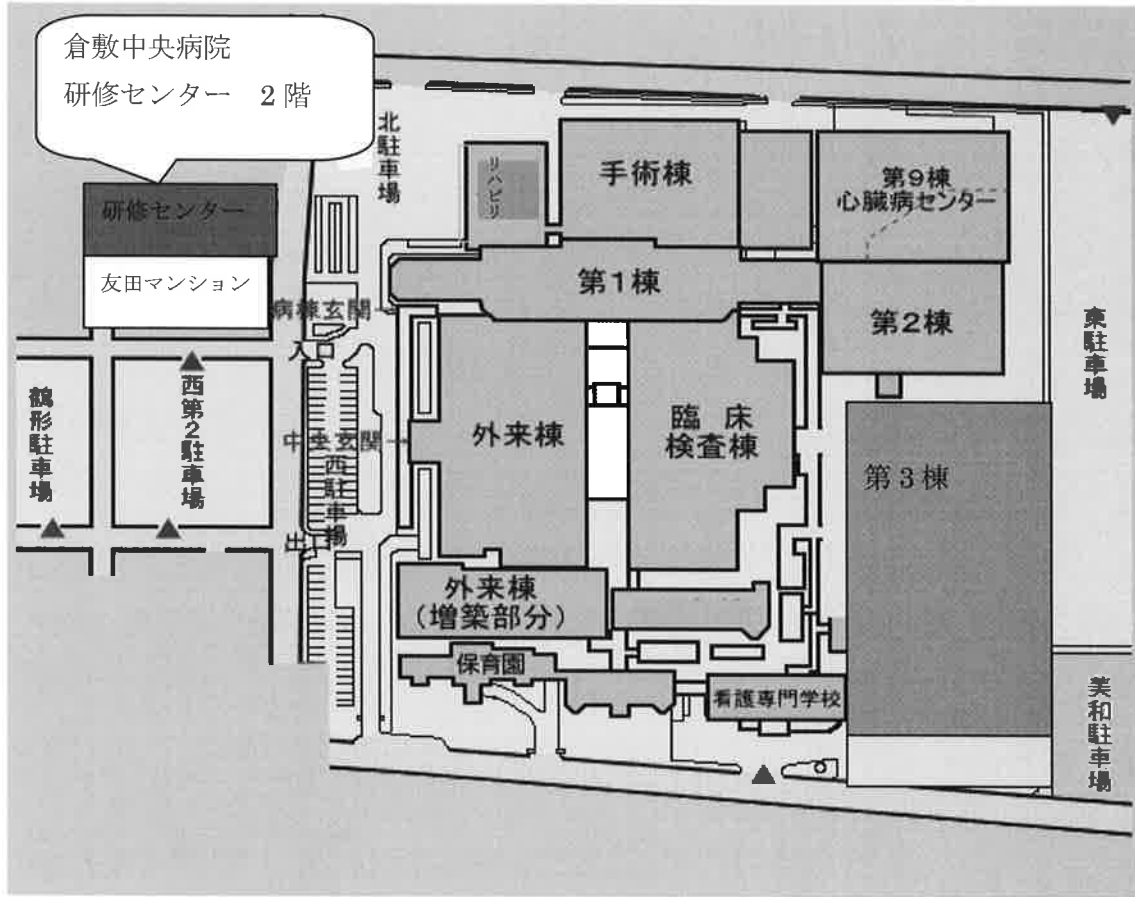 倉敷中央病院
研修センター 2階
北駐車場
リハビリ
手術棟
第9棟
心臓病センター
研修センター
友田マンション
第1棟
病棟玄関
入口
第2棟
東駐車場
鶴形駐車場
西第2駐車場
中央玄関
西駐車場
外来棟
臨床
検査棟
第3棟
出口
外来棟
(増築部分)
保育園
看護専門学校
美和駐車場